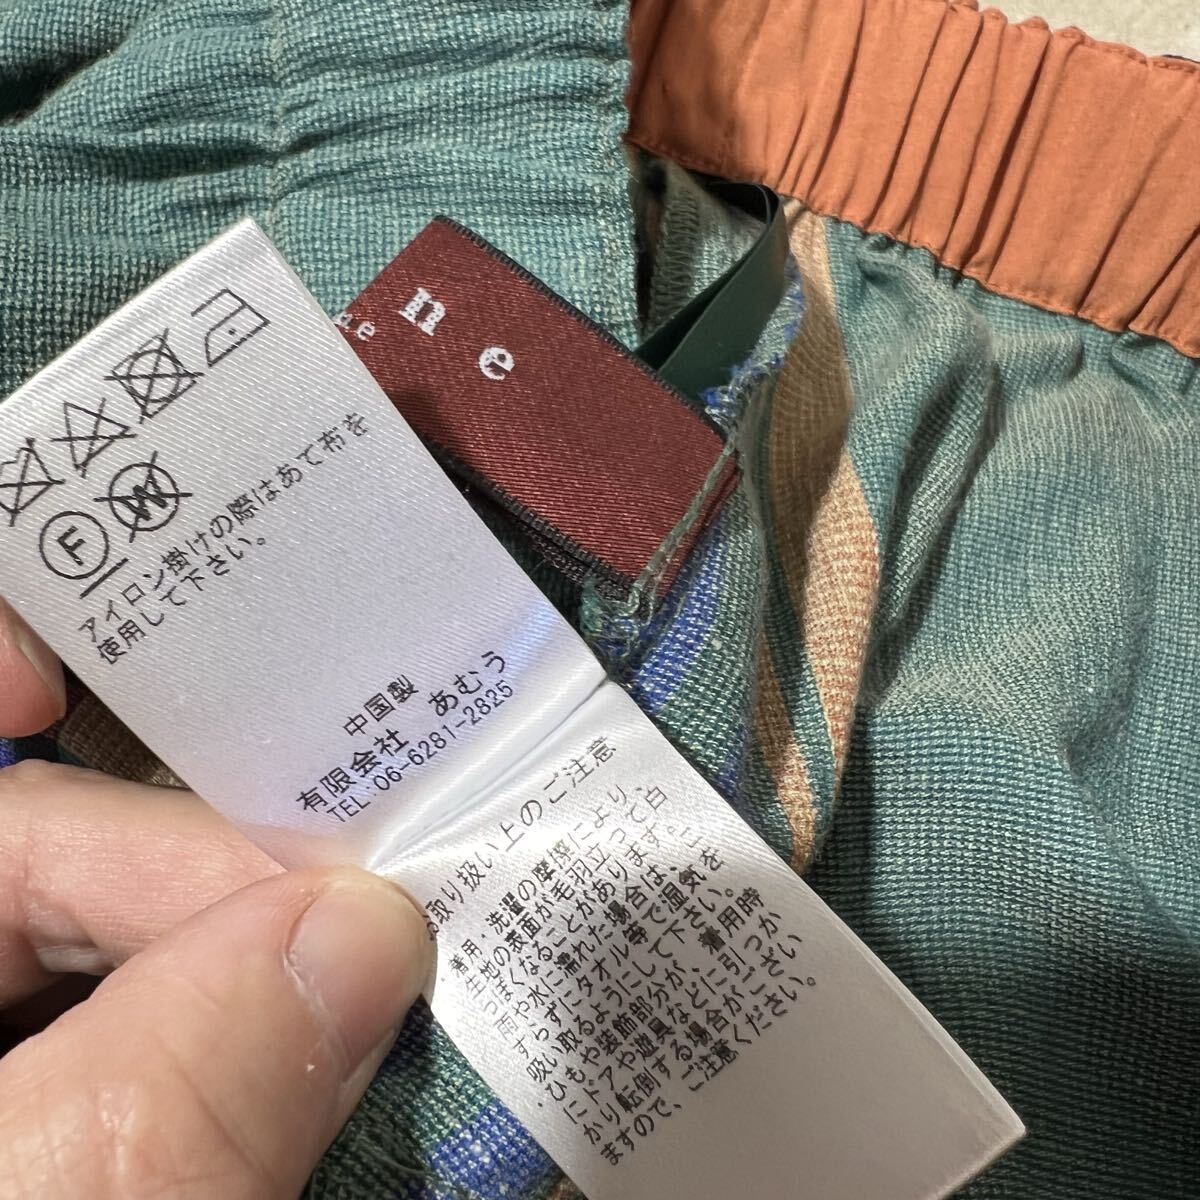 F
W
アイロン掛けの際はあて布を
使用して下さい。
中国製
有限会社 あむう
TEL:06-6281-2825
お取り扱い上のご注意
・着用・洗濯の摩擦により、
生地の表面が毛羽立って、白
っぽくなることがあります。
・雨や水に濡れた場合は、こ
すらずにタオル等で湿気を
吸い取るようにして下さい。
・ひもや装飾部分が、着用時
にドアや遊具などに引っか
かり転倒する場合がござい
ますので、ご注意ください。